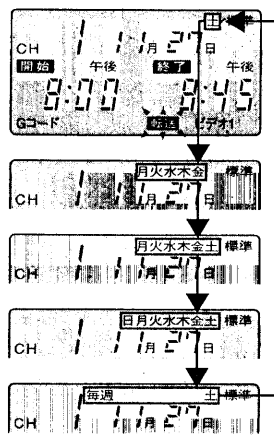 土 標準
CH 1 11月27日
開始 午後 終了 午後
8:00 8:45
Gコード 転送 ビデオ1
月火水木金 標準
CH 1 11月27日
月火水木金土 標準
CH 1 11月27日
日月火水木金土 標準
CH 1 11月27日
毎週 土 標準
CH 1 11月27日